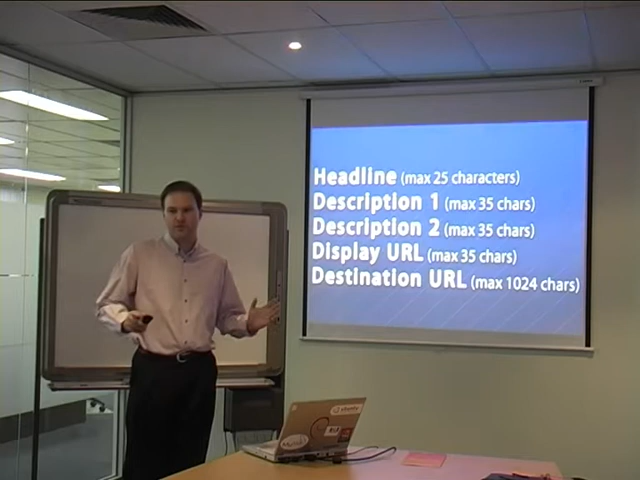 Headline (max 25 characters)
Description 1 (max 35 chars)
Description 2 (max 35 chars)
Display URL (max 35 chars)
Destination URL (max 1024 chars)